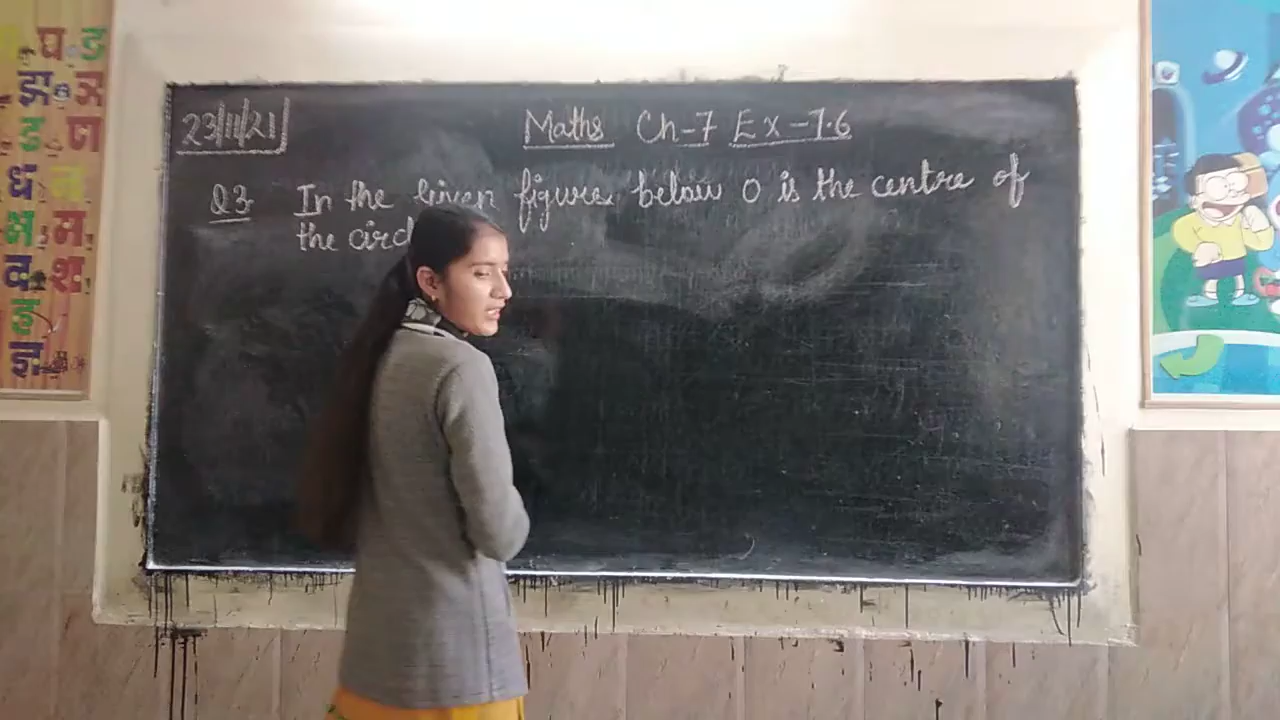 23/11/21
Maths Ch-7 Ex-7.6
Q3. In the Given figure below O is the centre of
the circ
घ ङ
झ ञ
ढ ण
ध न
भ म
व श
ज्ञ